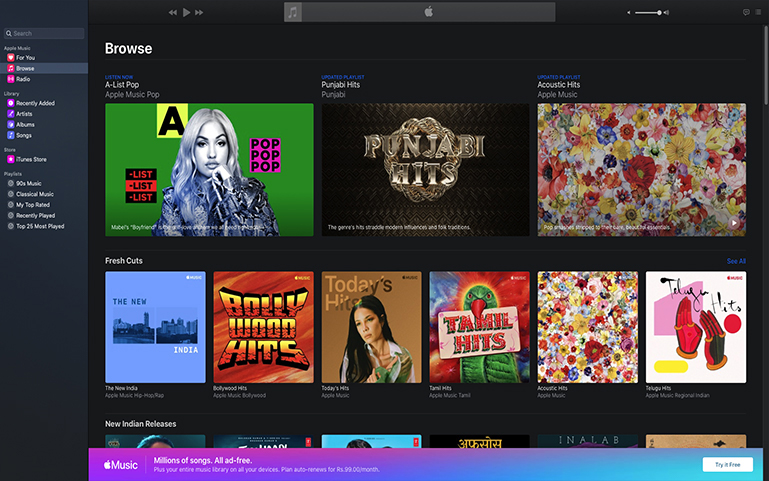 Search
Apple Music
For You
Browse
Radio
Library
Recently Added
Artists
Albums
Songs
Store
iTunes Store
Playlists
90s Music
Classical Music
My Top Rated
Recently Played
Top 25 Most Played
Browse
LISTEN NOW
A-List Pop
Apple Music Pop
A
POP
POP
POP
-LIST
-LIST
-LIST
Mabel's "Boyfriend" is the
we all need right now.
UPDATED PLAYLIST
Punjabi Hits
Punjabi
PUNJABI
HITS
The genre's hits straddle modern influences and folk traditions.
UPDATED PLAYLIST
Acoustic Hits
Apple Music
Pop smashes stripped to their bare, beautiful essentials.
Fresh Cuts
See All
MUSIC
THE NEW
INDIA
The New India
Apple Music Hip-Hop/Rap
MUSIC
BOLLY
WOOD
HITS
Bollywood Hits
Apple Music Bollywood
MUSIC
Today's
Hits
Today's Hits
Apple Music
MUSIC
TAMIL
HITS
Tamil Hits
Apple Music Tamil
MUSIC
Acoustic Hits
Apple Music
MUSIC
Telugu
Hits
Telugu Hits
Apple Music Regional Indian
New Indian Releases
अफ़सोस
INALAB
Music
Millions of songs. All ad-free.
Plus your entire music library on all your devices. Plan auto-renews for Rs.99.00/month.
Try it Free